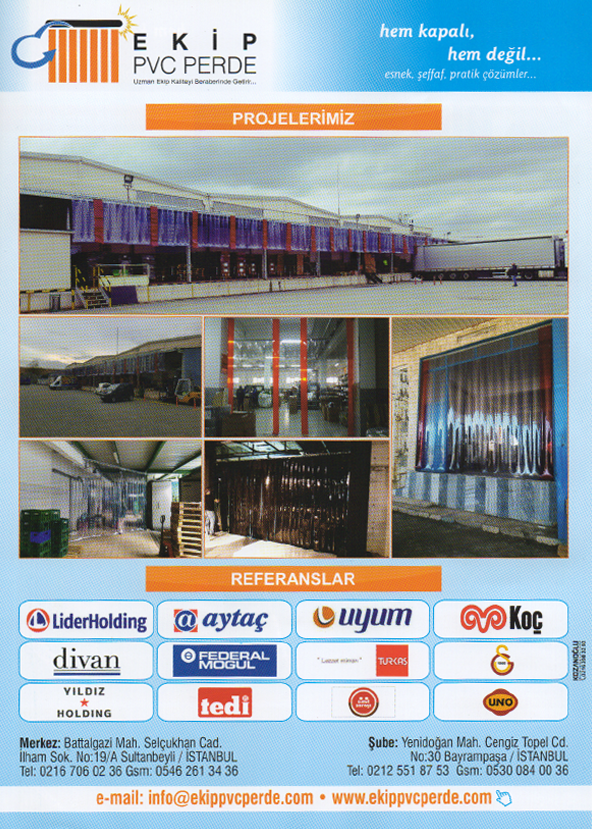 EKİP
PVC PERDE
Uzman Ekip Kaliteyi Beraberinde Getirir...
hem kapalı,
hem değil...
esnek, şeffaf, pratik çözümler...
PROJELERİMİZ
REFERANSLAR
LiderHolding
aytaç
uyum
Koç
divan
FEDERAL
MOGUL
TURKAS
YILDIZ
HOLDING
tedi
UNO
KOZİNOĞLU
Merkez: Battalgazi Mah. Selçukhan Cad.
İlham Sok. No:19/A Sultanbeyli / İSTANBUL
Tel: 0216 706 02 36 Gsm: 0546 261 34 36
Şube: Yenidoğan Mah. Cengiz Topel Cd.
No:30 Bayrampaşa / İSTANBUL
Tel: 0212 551 87 53 Gsm: 0530 084 00 36
e-mail: info@ekippvcperde.com • www.ekippvcperde.com